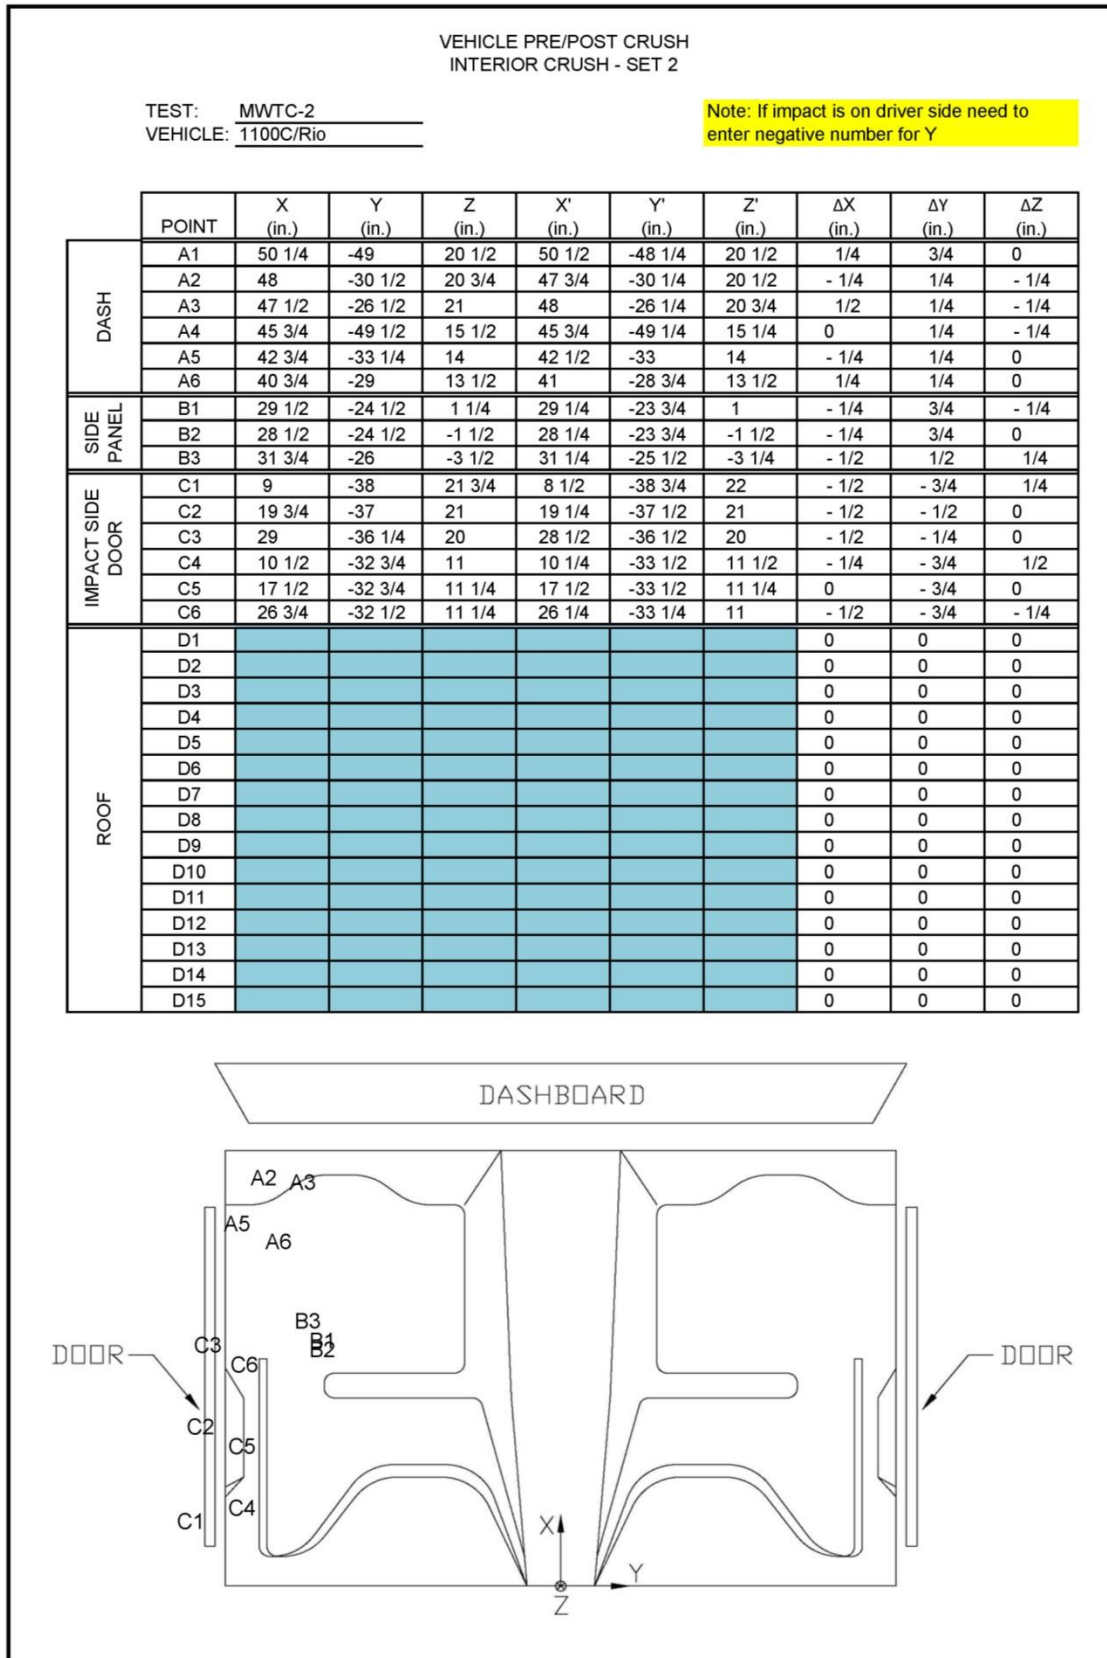 VEHICLE PRE/POST CRUSH
INTERIOR CRUSH - SET 2
TEST: MWTC-2
VEHICLE: 1100C/Rio
Note: If impact is on driver side need to
enter negative number for Y
POINT X (in.) Y (in.) Z (in.) X' (in.) Y' (in.) Z' (in.) ΔX (in.) ΔY (in.) ΔZ (in.)
DASH
A1 50 1/4 -49 20 1/2 50 1/2 -48 1/4 20 1/2 1/4 3/4 0
A2 48 -30 1/2 20 3/4 47 3/4 -30 1/4 20 1/2 - 1/4 1/4 - 1/4
A3 47 1/2 -26 1/2 21 48 -26 1/4 20 3/4 1/2 1/4 - 1/4
A4 45 3/4 -49 1/2 15 1/2 45 3/4 -49 1/4 15 1/4 0 1/4 - 1/4
A5 42 3/4 -33 1/4 14 42 1/2 -33 14 - 1/4 1/4 0
A6 40 3/4 -29 13 1/2 41 -28 3/4 13 1/2 1/4 1/4 0
SIDE PANEL
B1 29 1/2 -24 1/2 1 1/4 29 1/4 -23 3/4 1 - 1/4 3/4 - 1/4
B2 28 1/2 -24 1/2 -1 1/2 28 1/4 -23 3/4 -1 1/2 - 1/4 3/4 0
B3 31 3/4 -26 -3 1/2 31 1/4 -25 1/2 -3 1/4 - 1/2 1/2 1/4
IMPACT SIDE DOOR
C1 9 -38 21 3/4 8 1/2 -38 3/4 22 - 1/2 - 3/4 1/4
C2 19 3/4 -37 21 19 1/4 -37 1/2 21 - 1/2 - 1/2 0
C3 29 -36 1/4 20 28 1/2 -36 1/2 20 - 1/2 - 1/4 0
C4 10 1/2 -32 3/4 11 10 1/4 -33 1/2 11 1/2 - 1/4 - 3/4 1/2
C5 17 1/2 -32 3/4 11 1/4 17 1/2 -33 1/2 11 1/4 0 - 3/4 0
C6 26 3/4 -32 1/2 11 1/4 26 1/4 -33 1/4 11 - 1/2 - 3/4 - 1/4
ROOF
D1 0 0 0
D2 0 0 0
D3 0 0 0
D4 0 0 0
D5 0 0 0
D6 0 0 0
D7 0 0 0
D8 0 0 0
D9 0 0 0
D10 0 0 0
D11 0 0 0
D12 0 0 0
D13 0 0 0
D14 0 0 0
D15 0 0 0
DASHBOARD
A2 A3
A5
A6
B3
B1
C3
B2
DOOR
DOOR
C6
C2
C5
C4
C1
X
Y
Z